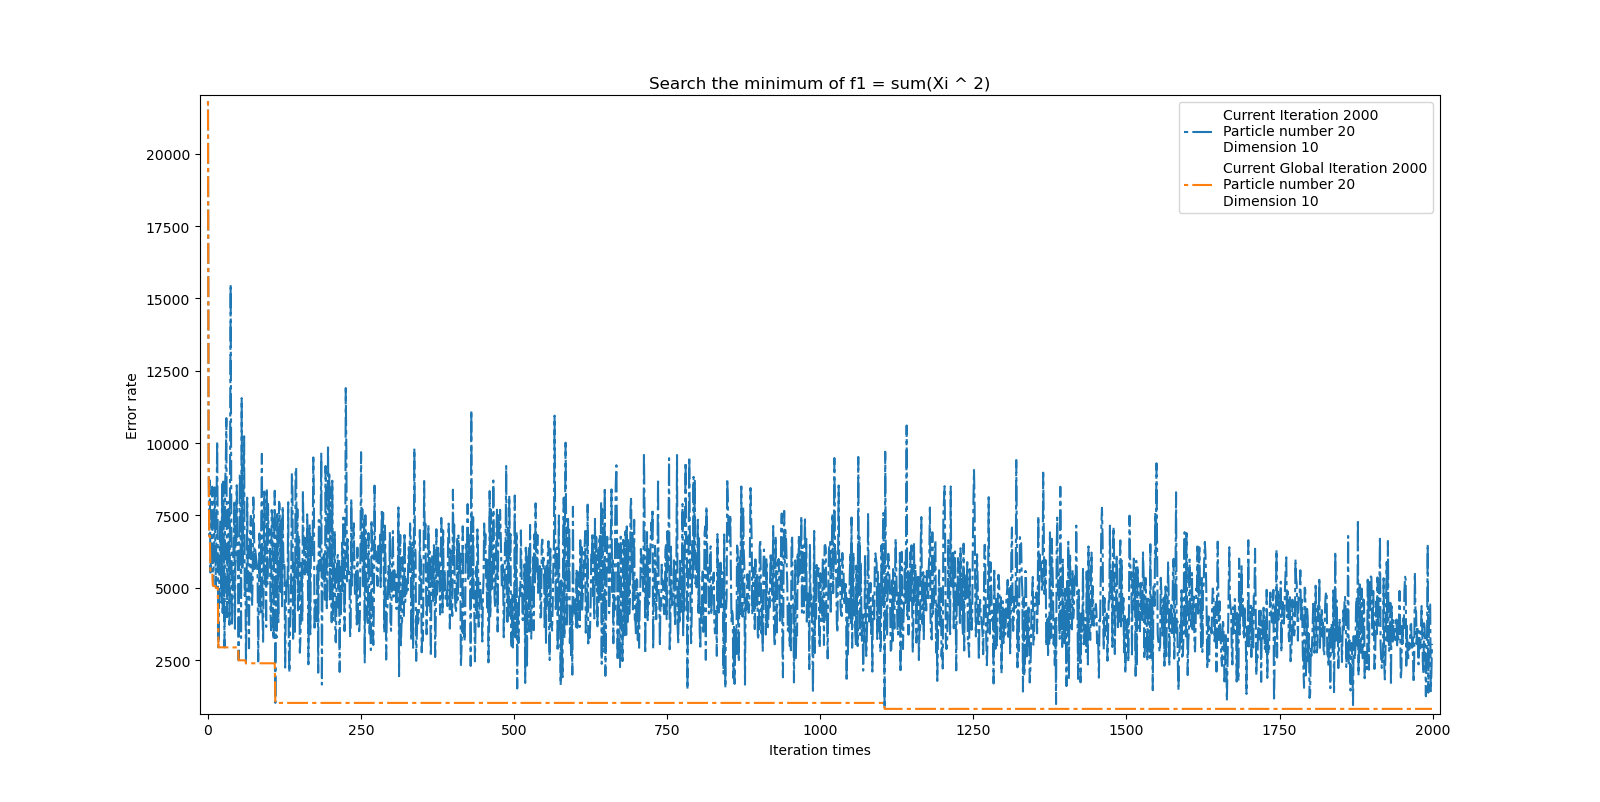 Search the minimum of f1 = sum(Xi ^ 2)
Current Iteration 2000
Particle number 20
Dimension 10
Current Global Iteration 2000
Particle number 20
Dimension 10
Error rate
20000
17500
15000
12500
10000
7500
5000
2500
0 250 500 750 1000 1250 1500 1750 2000
Iteration times